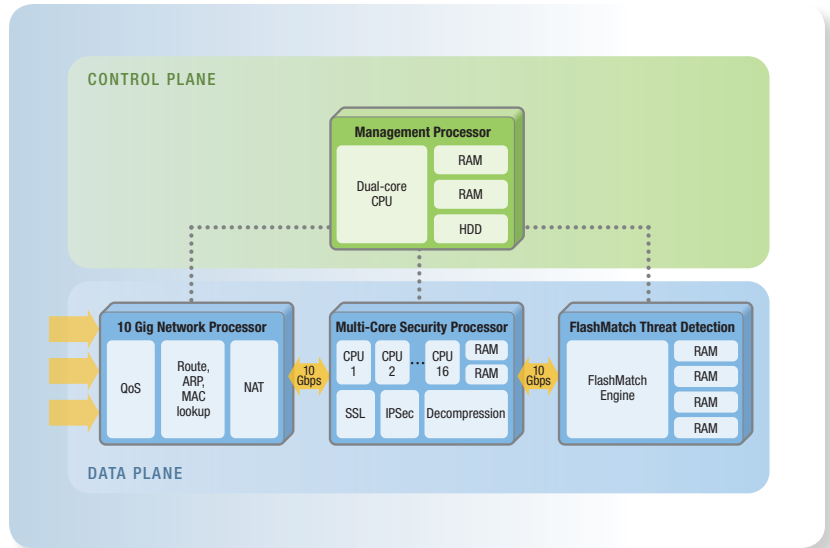 CONTROL PLANE
Management Processor
Dual-core
CPU
RAM
RAM
HDD
10 Gig Network Processor
QoS
Route,
ARP,
MAC
lookup
NAT
10
Gbps
Multi-Core Security Processor
CPU
1
CPU
2
...
CPU
16
RAM
RAM
SSL
IPSec
Decompression
10
Gbps
FlashMatch Threat Detection
FlashMatch
Engine
RAM
RAM
RAM
RAM
DATA PLANE